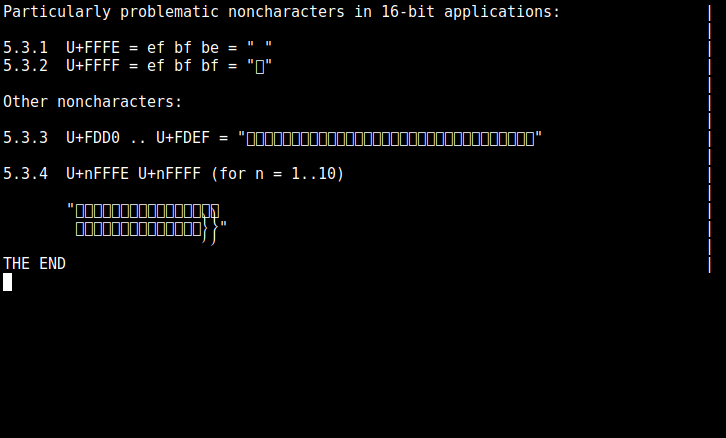 Particularly problematic noncharacters in 16-bit applications: |
|
5.3.1 U+FFFE = ef bf be = " " |
5.3.2 U+FFFF = ef bf bf = "▯" |
|
Other noncharacters: |
|
5.3.3 U+FDD0 .. U+FDEF = "▯▯▯▯▯▯▯▯▯▯▯▯▯▯▯▯▯▯▯▯▯▯▯▯▯▯▯▯▯▯▯▯" |
|
5.3.4 U+nFFFE U+nFFFF (for n = 1..10) |
|
"▯▯▯▯▯▯▯▯▯▯▯▯▯▯▯▯ |
▯▯▯▯▯▯▯▯▯▯▯▯▯▯" |
|
THE END |